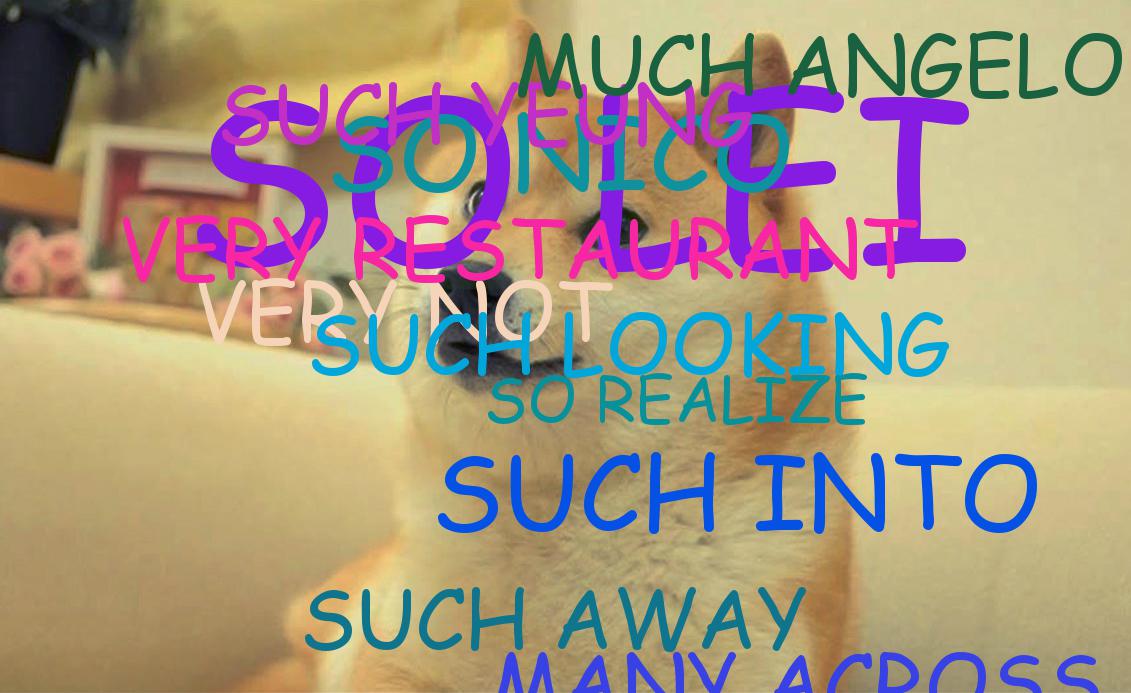 MUCH ANGELO
SUCH YEUNG
SO LEI
SO NICO
VERY RESTAURANT
VERY NOT
SUCH LOOKING
SO REALIZE
SUCH INTO
SUCH AWAY
MANY ACROSS